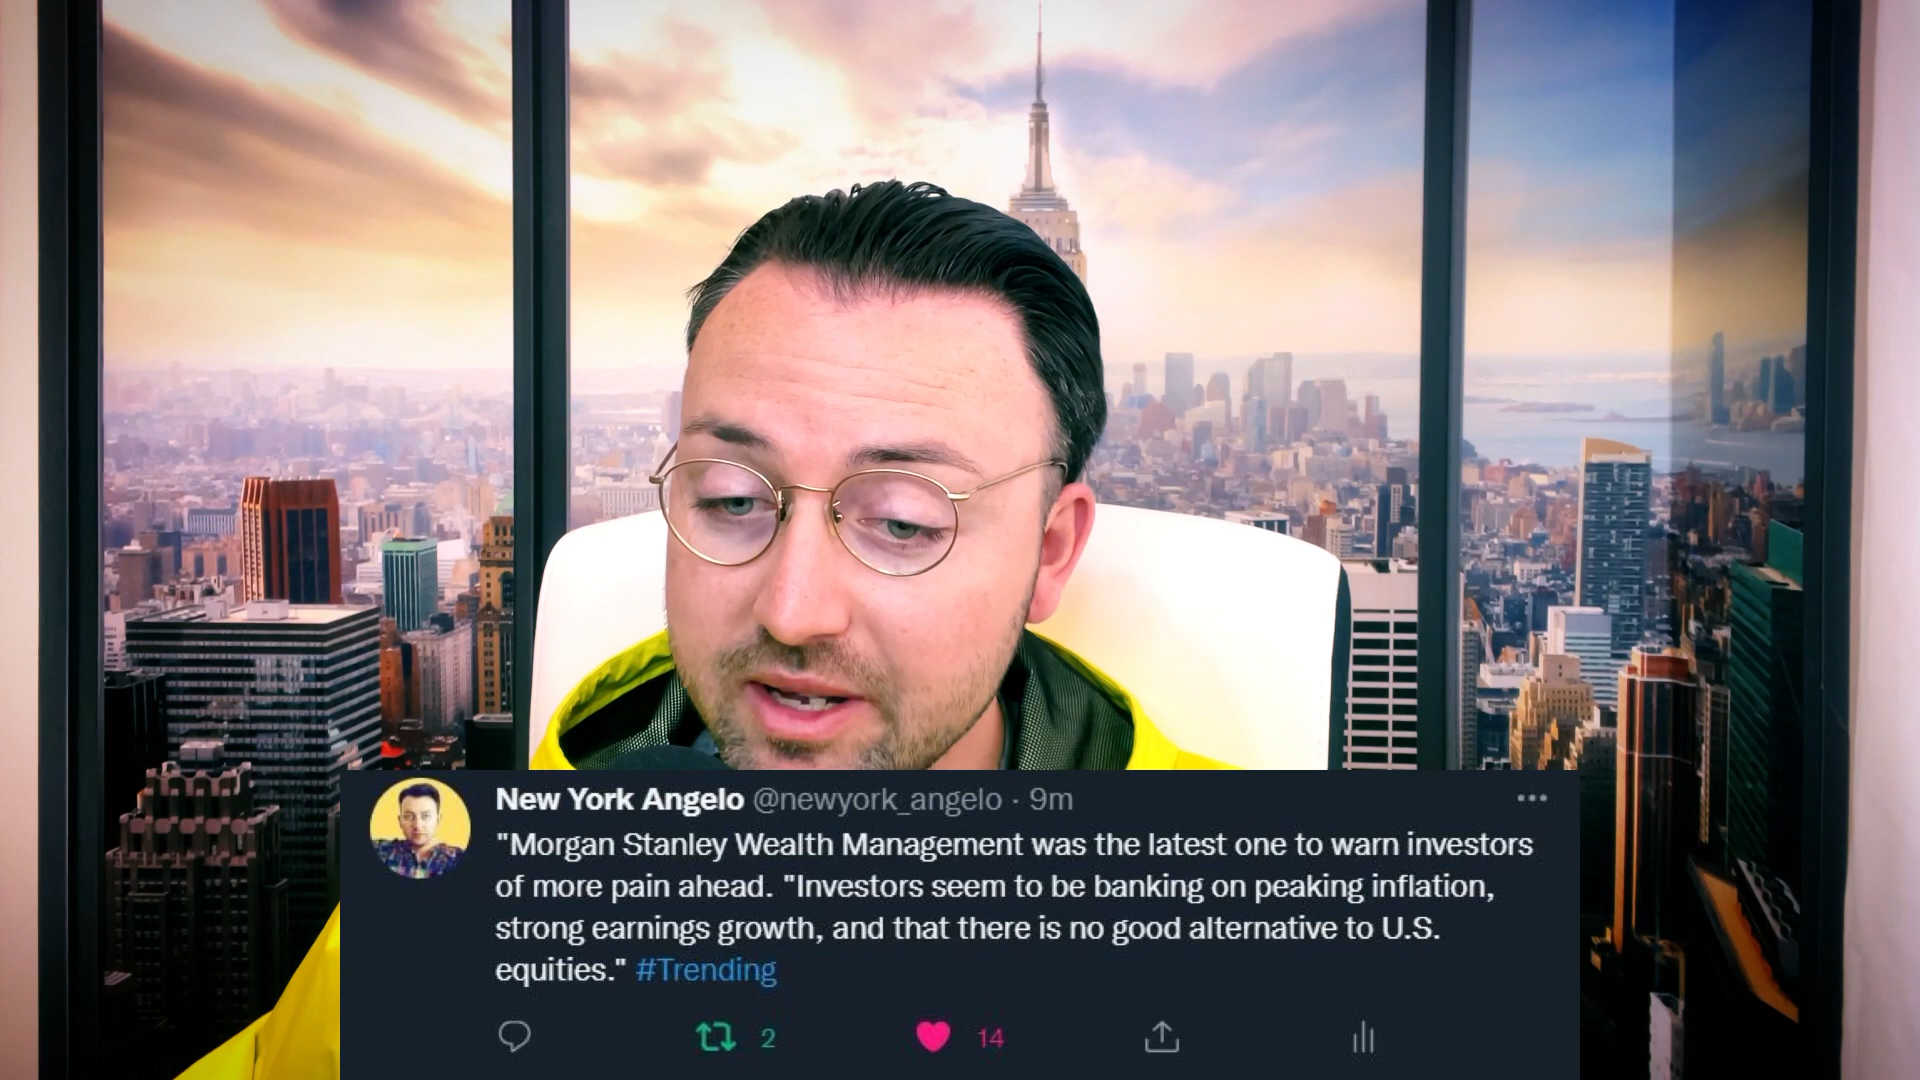 New York Angelo @newyork_angelo · 9m
"Morgan Stanley Wealth Management was the latest one to warn investors
of more pain ahead. "Investors seem to be banking on peaking inflation,
strong earnings growth, and that there is no good alternative to U.S.
equities." #Trending
2 14